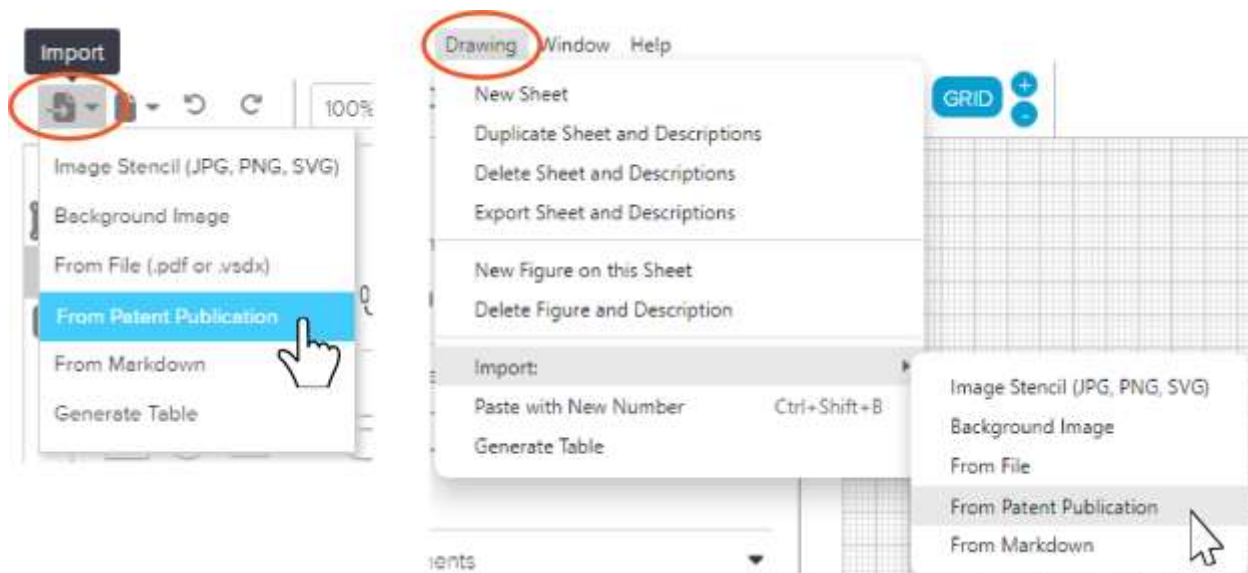 Import
100%
Image Stencil (JPG, PNG, SVG)
Background Image
From File (.pdf or .vsdx)
From Patent Publication
From Markdown
Generate Table
Drawing Window Help
New Sheet
Duplicate Sheet and Descriptions
Delete Sheet and Descriptions
Export Sheet and Descriptions
New Figure on this Sheet
Delete Figure and Description
Import:
Paste with New Number Ctrl+Shift+B
Generate Table
GRID
+
-
Image Stencil (JPG, PNG, SVG)
Background Image
From File
From Patent Publication
From Markdown